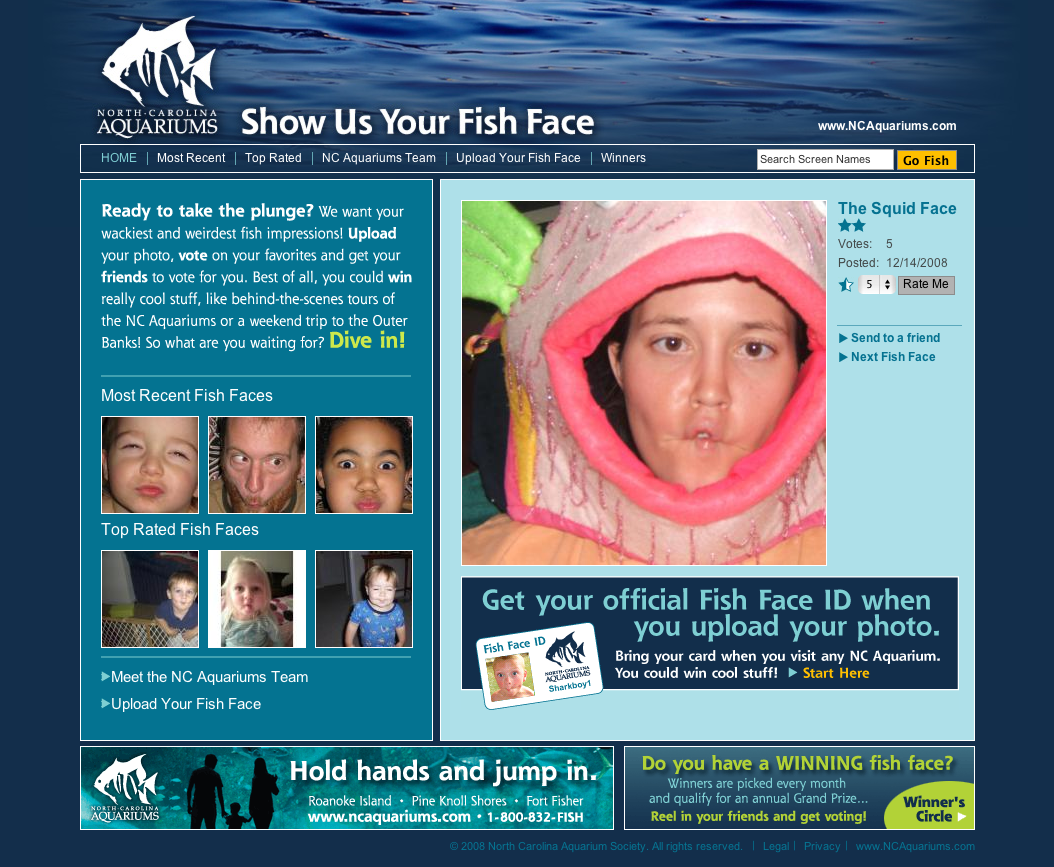 NORTH·CAROLINA
AQUARIUMS
Show Us Your Fish Face
www.NCAquariums.com
HOME | Most Recent | Top Rated | NC Aquariums Team | Upload Your Fish Face | Winners
Search Screen Names
Go Fish
Ready to take the plunge? We want your
wackiest and weirdest fish impressions! Upload
your photo, vote on your favorites and get your
friends to vote for you. Best of all, you could win
really cool stuff, like behind-the-scenes tours of
the NC Aquariums or a weekend trip to the Outer
Banks! So what are you waiting for? Dive in!
Most Recent Fish Faces
Top Rated Fish Faces
Meet the NC Aquariums Team
Upload Your Fish Face
The Squid Face
Votes: 5
Posted: 12/14/2008
5
Rate Me
Send to a friend
Next Fish Face
Get your official Fish Face ID when
you upload your photo.
Fish Face ID
NORTH·CAROLINA
AQUARIUMS
Sharkboy1
Bring your card when you visit any NC Aquarium.
You could win cool stuff! Start Here
NORTH·CAROLINA
AQUARIUMS
Hold hands and jump in.
Roanoke Island • Pine Knoll Shores • Fort Fisher
www.ncaquariums.com • 1-800-832-FISH
Do you have a WINNING fish face?
Winners are picked every month
and qualify for an annual Grand Prize...
Reel in your friends and get voting!
Winner's
Circle
© 2008 North Carolina Aquarium Society. All rights reserved. | Legal | Privacy | www.NCAquariums.com